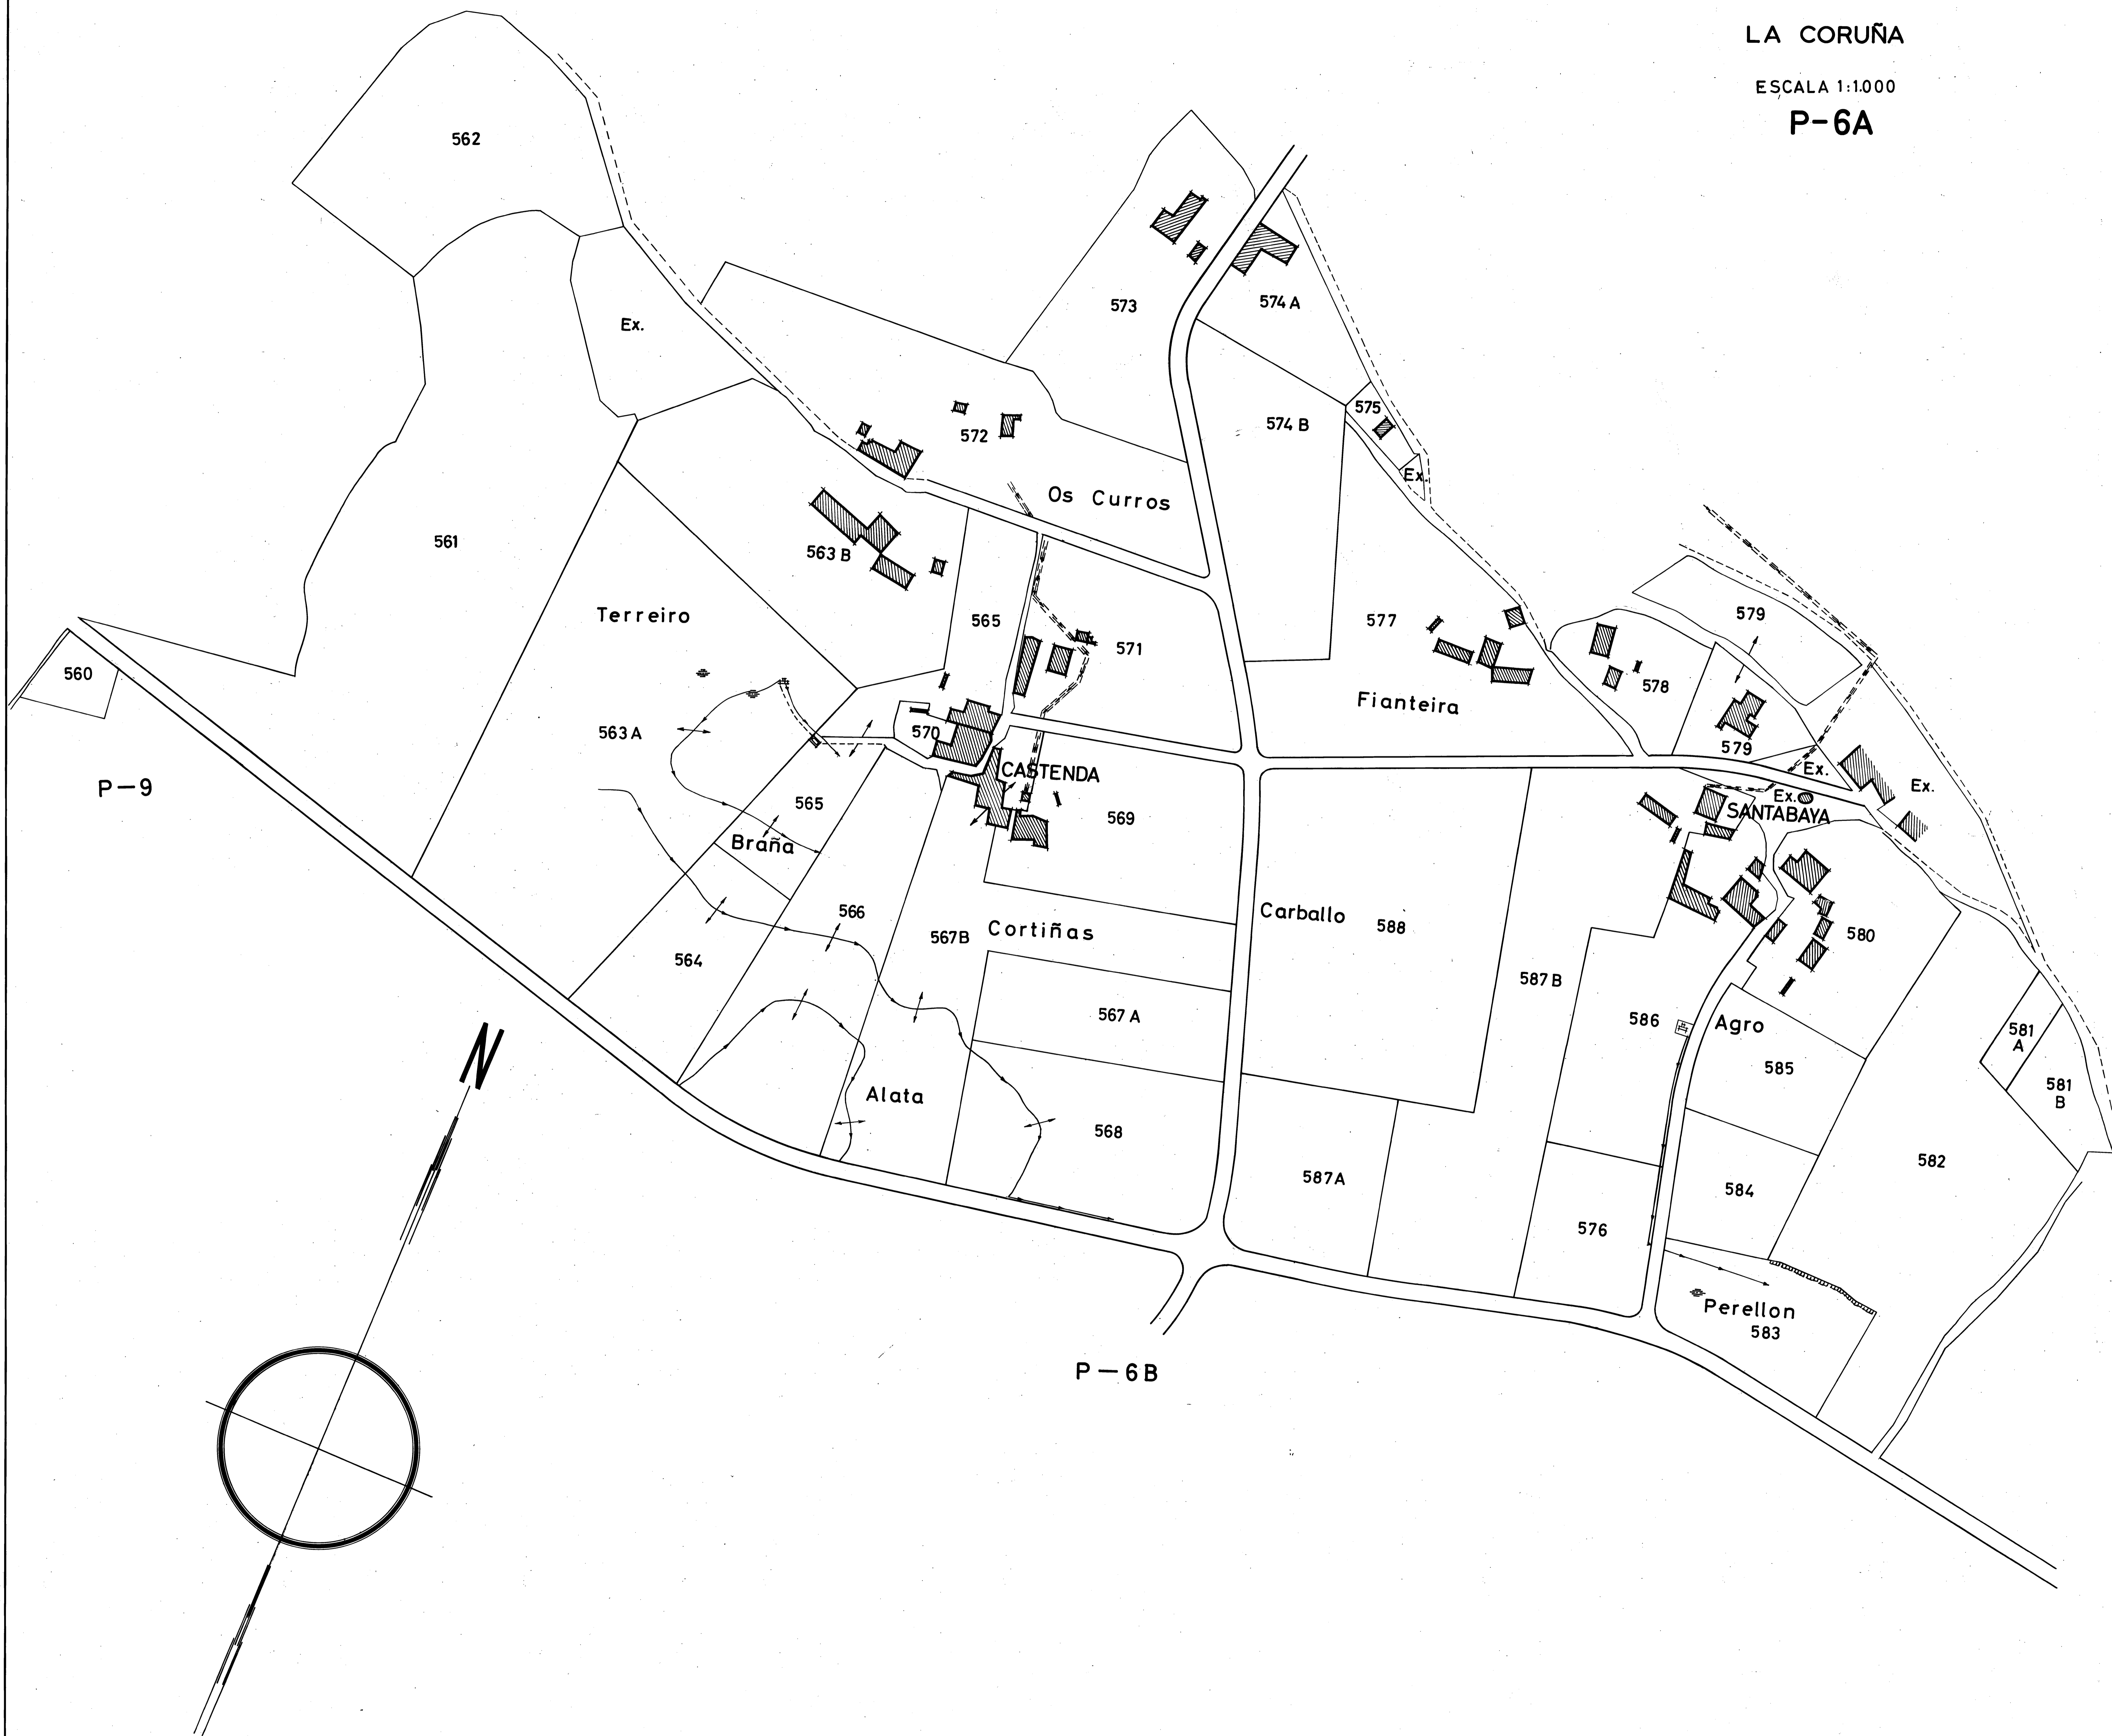 LA CORUÑA
ESCALA 1:1.000
P-6A
562
573
574 A
Ex.
575
574 B
572
Ex.
Os Curros
561
563 B
Terreiro
565
571
577
579
560
578
Fianteira
563 A
570
579
P-9
CASTENDA
Ex.
Ex.
Ex.
565
569
SANTABAYA
Braña
566
567B
Cortiñas
Carballo
588
580
564
587 B
567 A
586
Agro
581
A
N
585
581
B
Alata
568
582
587A
584
576
Perellon
583
P-6B